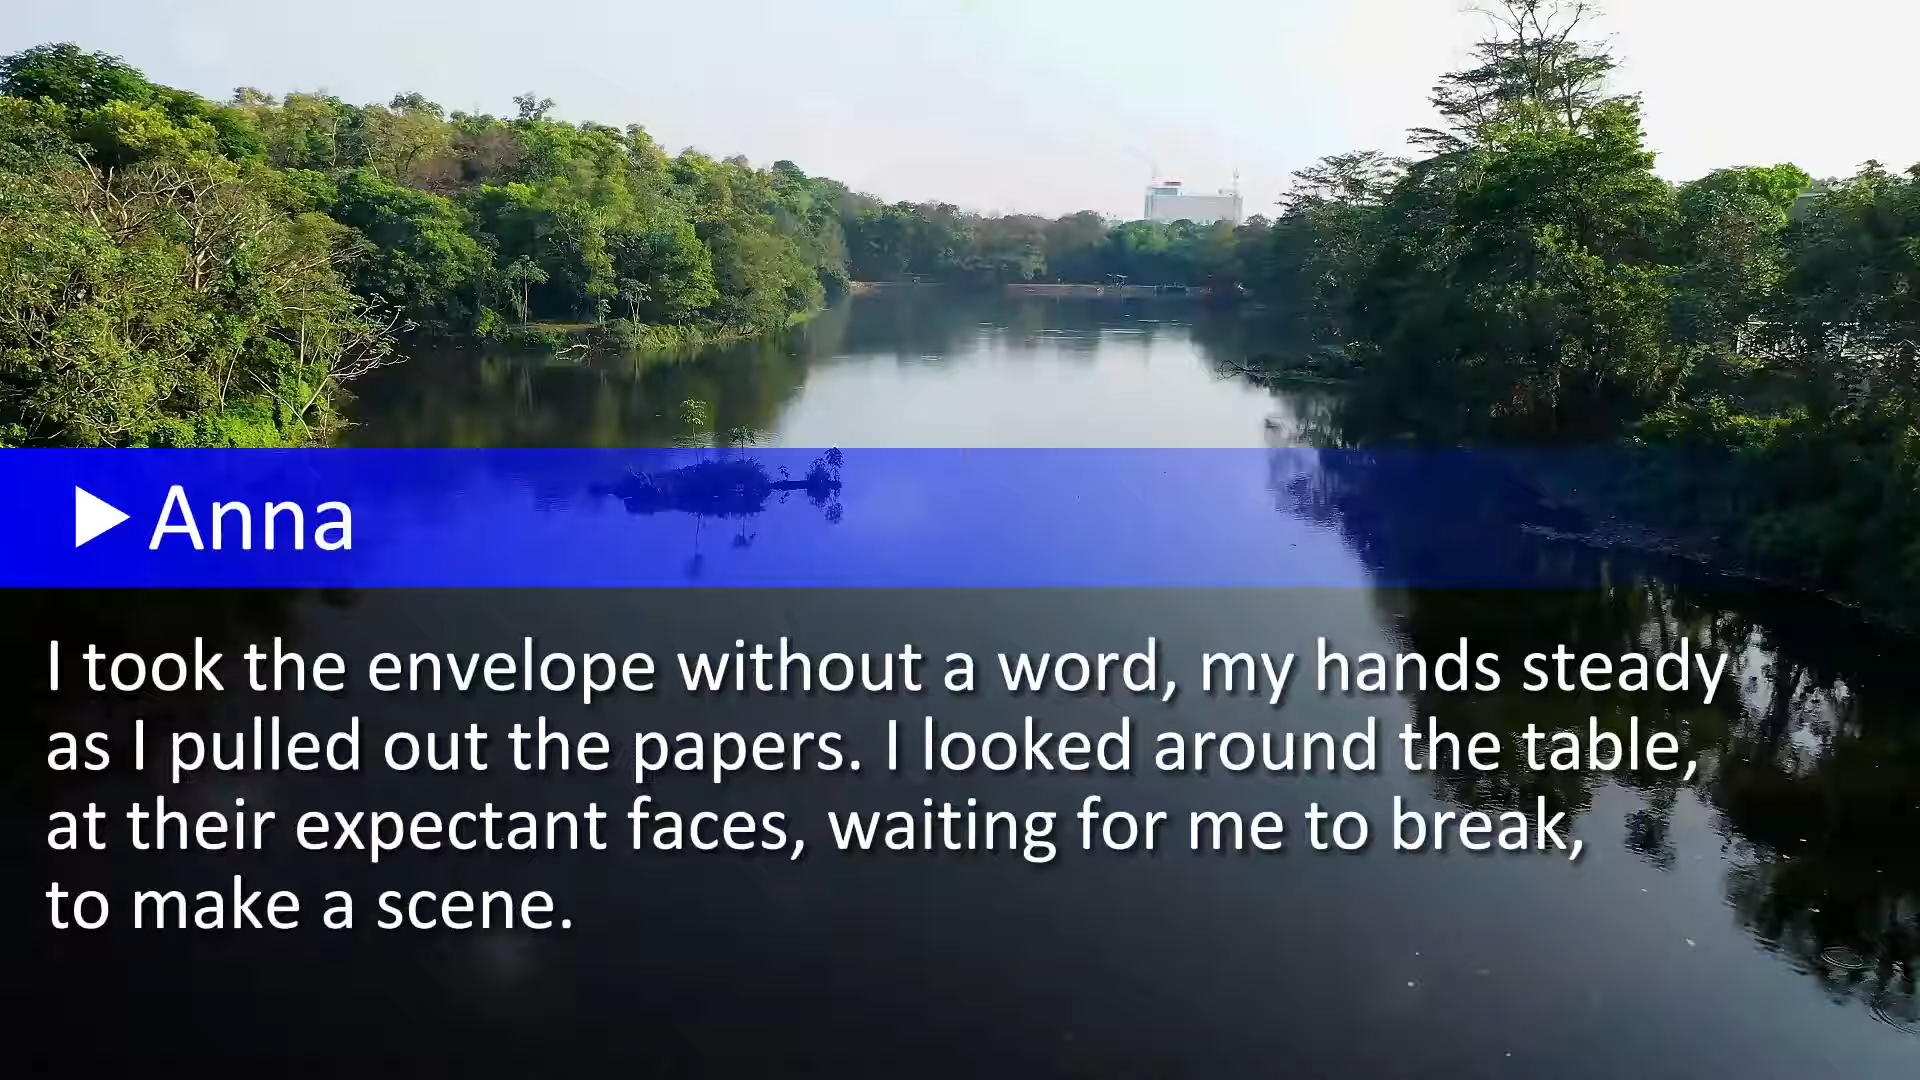 Anna
I took the envelope without a word, my hands steady
as I pulled out the papers. I looked around the table,
at their expectant faces, waiting for me to break,
to make a scene.